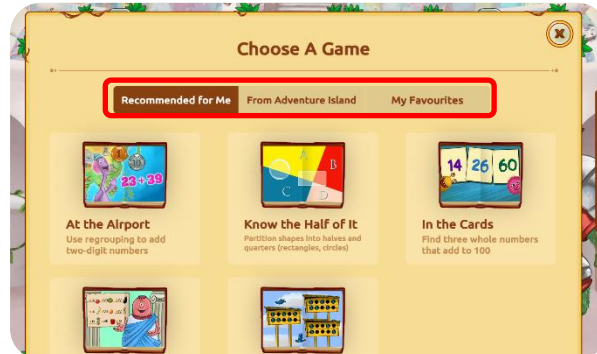 Choose A Game
Recommended for Me From Adventure Island My Favourites
23+39
A
B
C
D
14 26 60
At the Airport
Use regrouping to add
two-digit numbers
Know the Half of It
Partition shapes into halves and
quarters (rectangles, circles)
In the Cards
Find three whole numbers
that add to 100